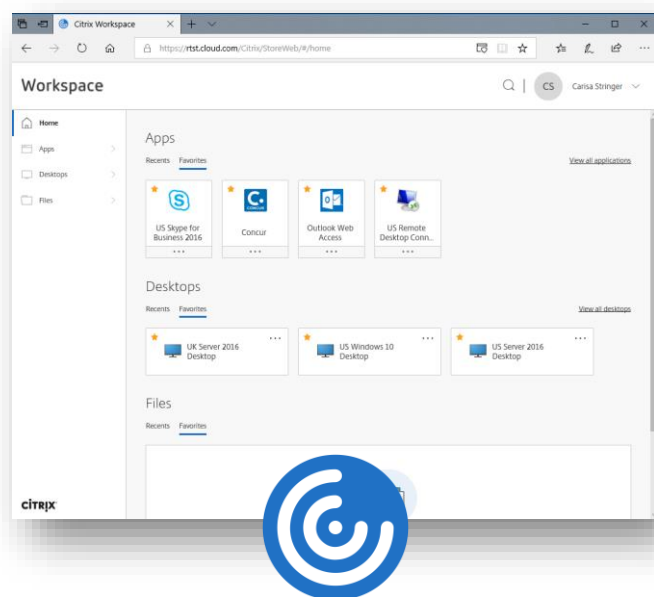 Citrix Workspace
https://rtst.cloud.com/Citrix/StoreWeb/#/home
Workspace
CS
Carisa Stringer
Home
Apps
Desktops
Files
Apps
Recents Favorites
View all applications
US Skype for
Business 2016
Concur
Outlook Web
Access
US Remote
Desktop Conn...
Desktops
Recents Favorites
View all desktops
UK Server 2016
Desktop
US Windows 10
Desktop
US Server 2016
Desktop
Files
Recents Favorites
CİTRIX